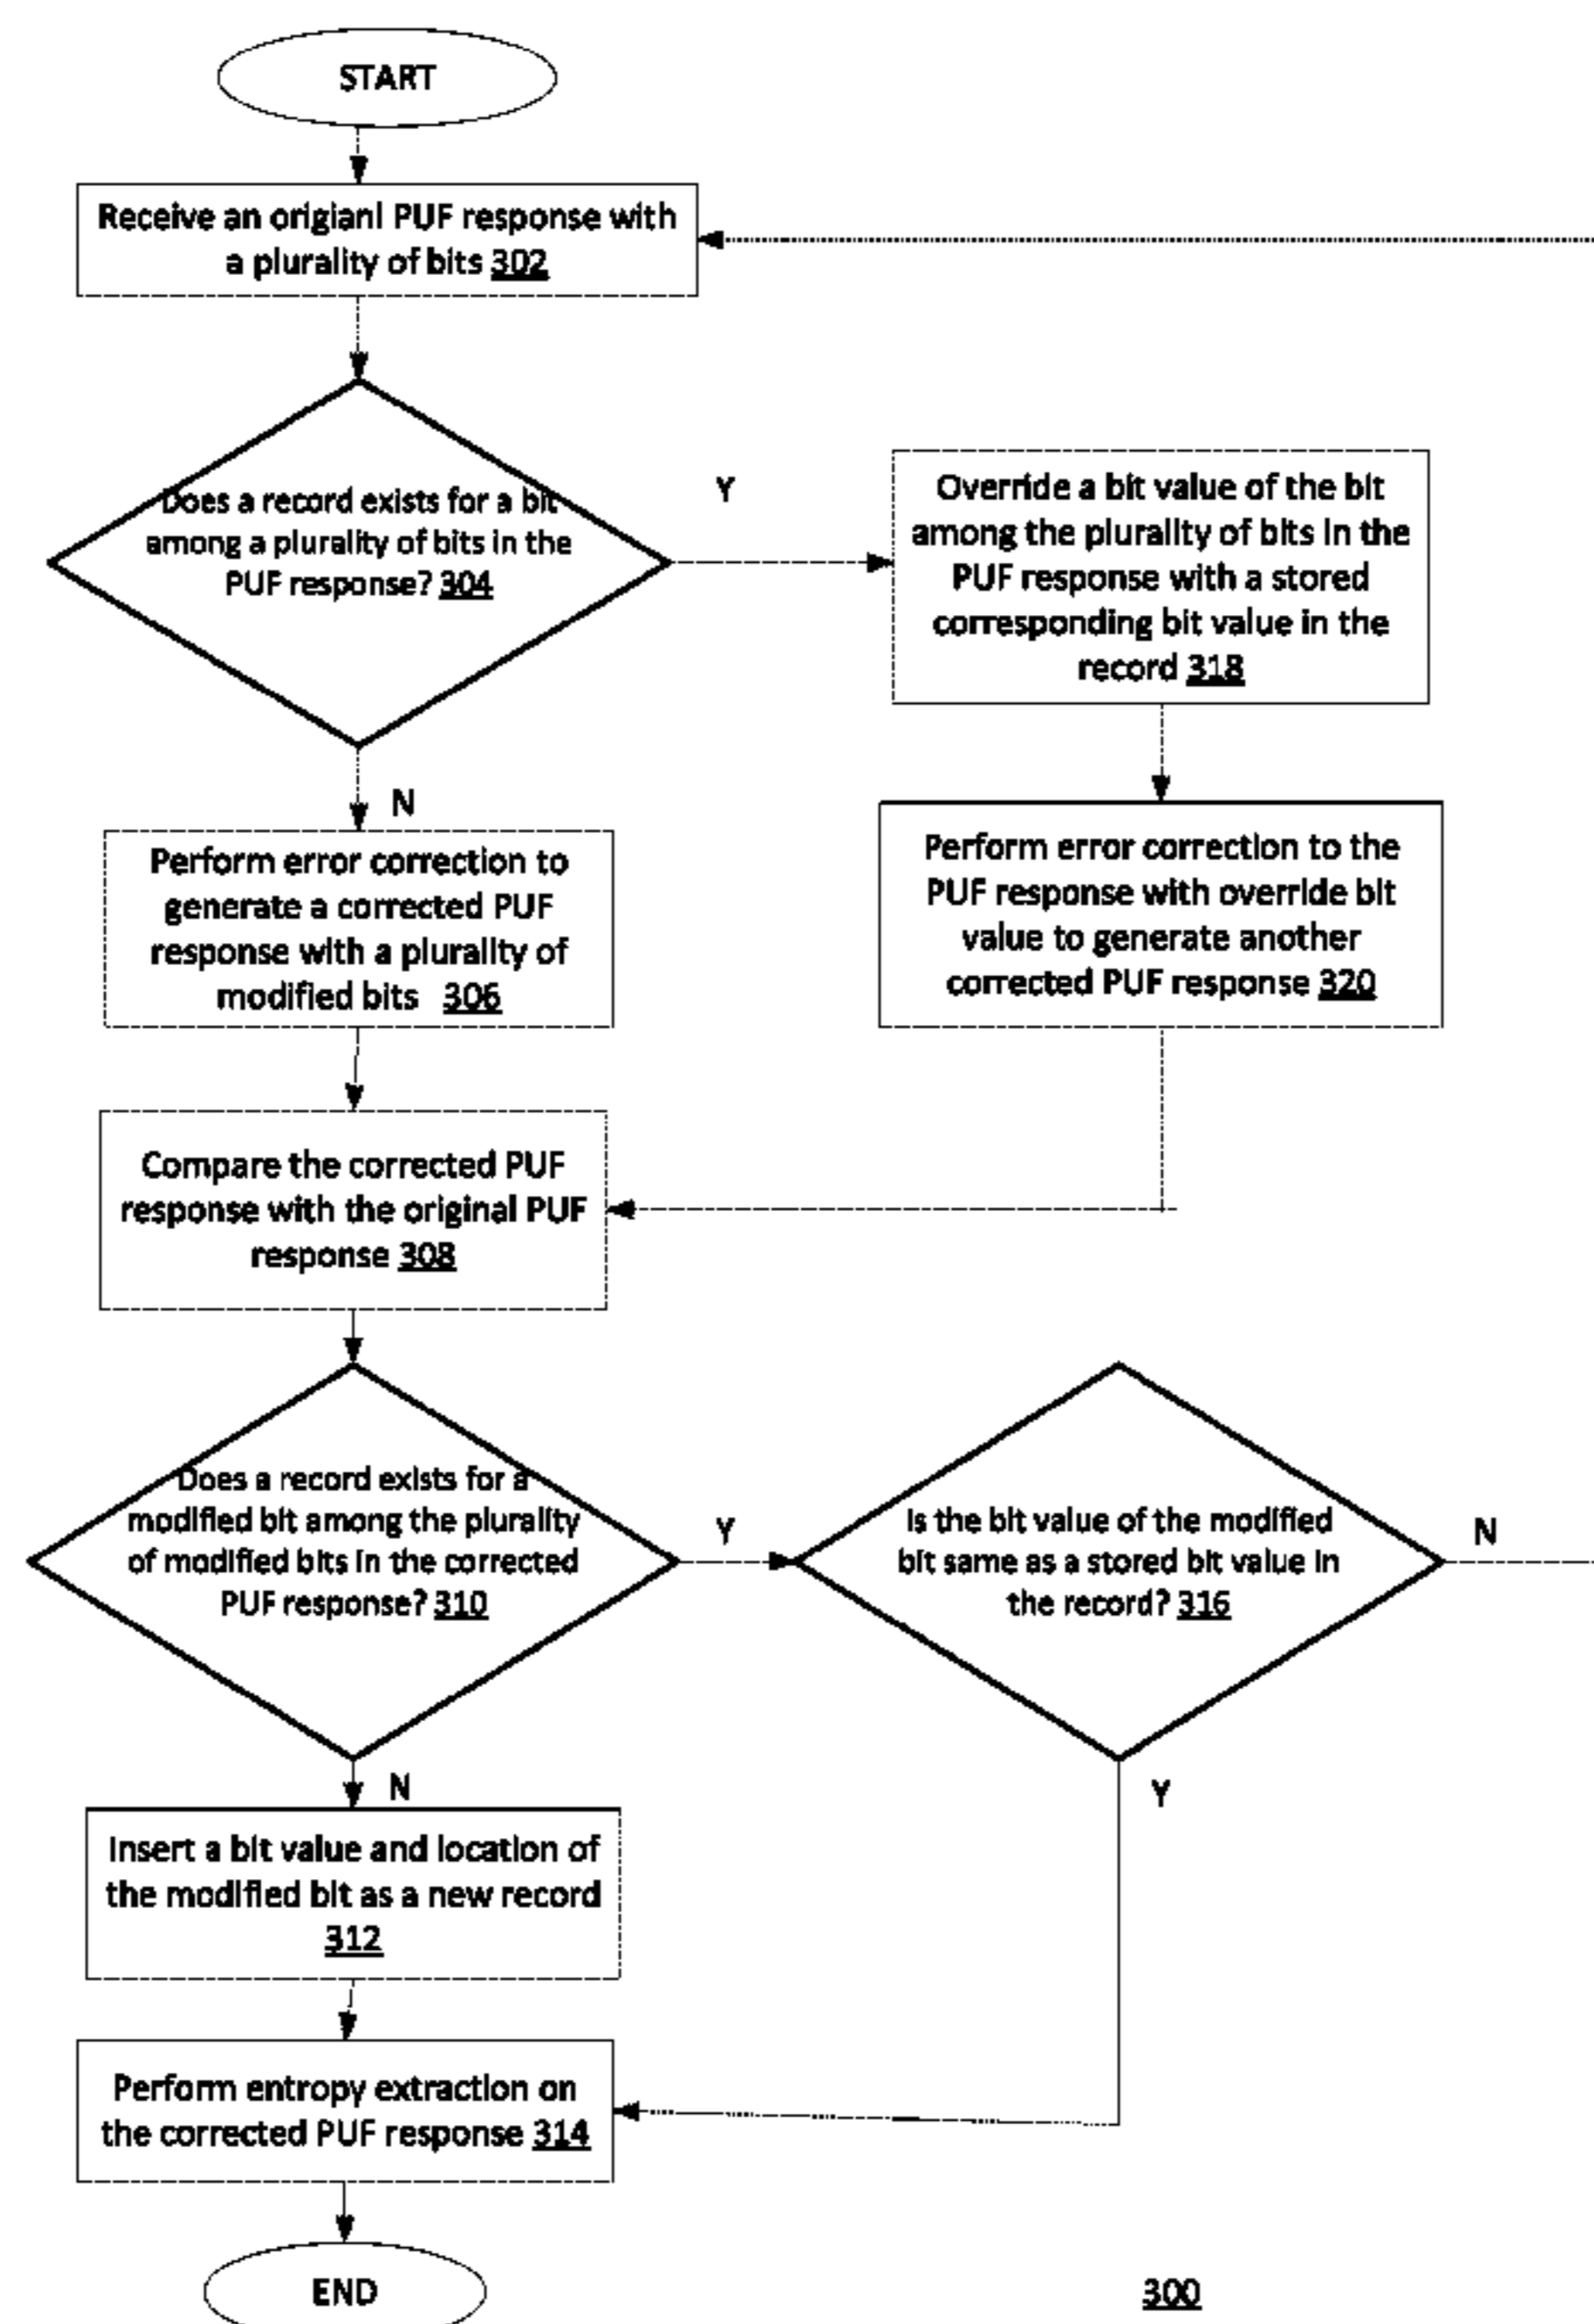 START
Receive an origianl PUF response with
a plurality of bits 302
Does a record exists for a bit
among a plurality of bits in the
PUF response? 304
Y
Override a bit value of the bit
among the plurality of bits in the
PUF response with a stored
corresponding bit value in the
record 318
N
Perform error correction to
generate a corrected PUF
response with a plurality of
modified bits 306
Perform error correction to the
PUF response with override bit
value to generate another
corrected PUF response 320
Compare the corrected PUF
response with the original PUF
response 308
Does a record exists for a
modified bit among the plurality
of modified bits in the corrected
PUF response? 310
Y
Is the bit value of the modified
bit same as a stored bit value in
the record? 316
N
N
Y
Insert a bit value and location of
the modified bit as a new record
312
Perform entropy extraction on
the corrected PUF response 314
END
300